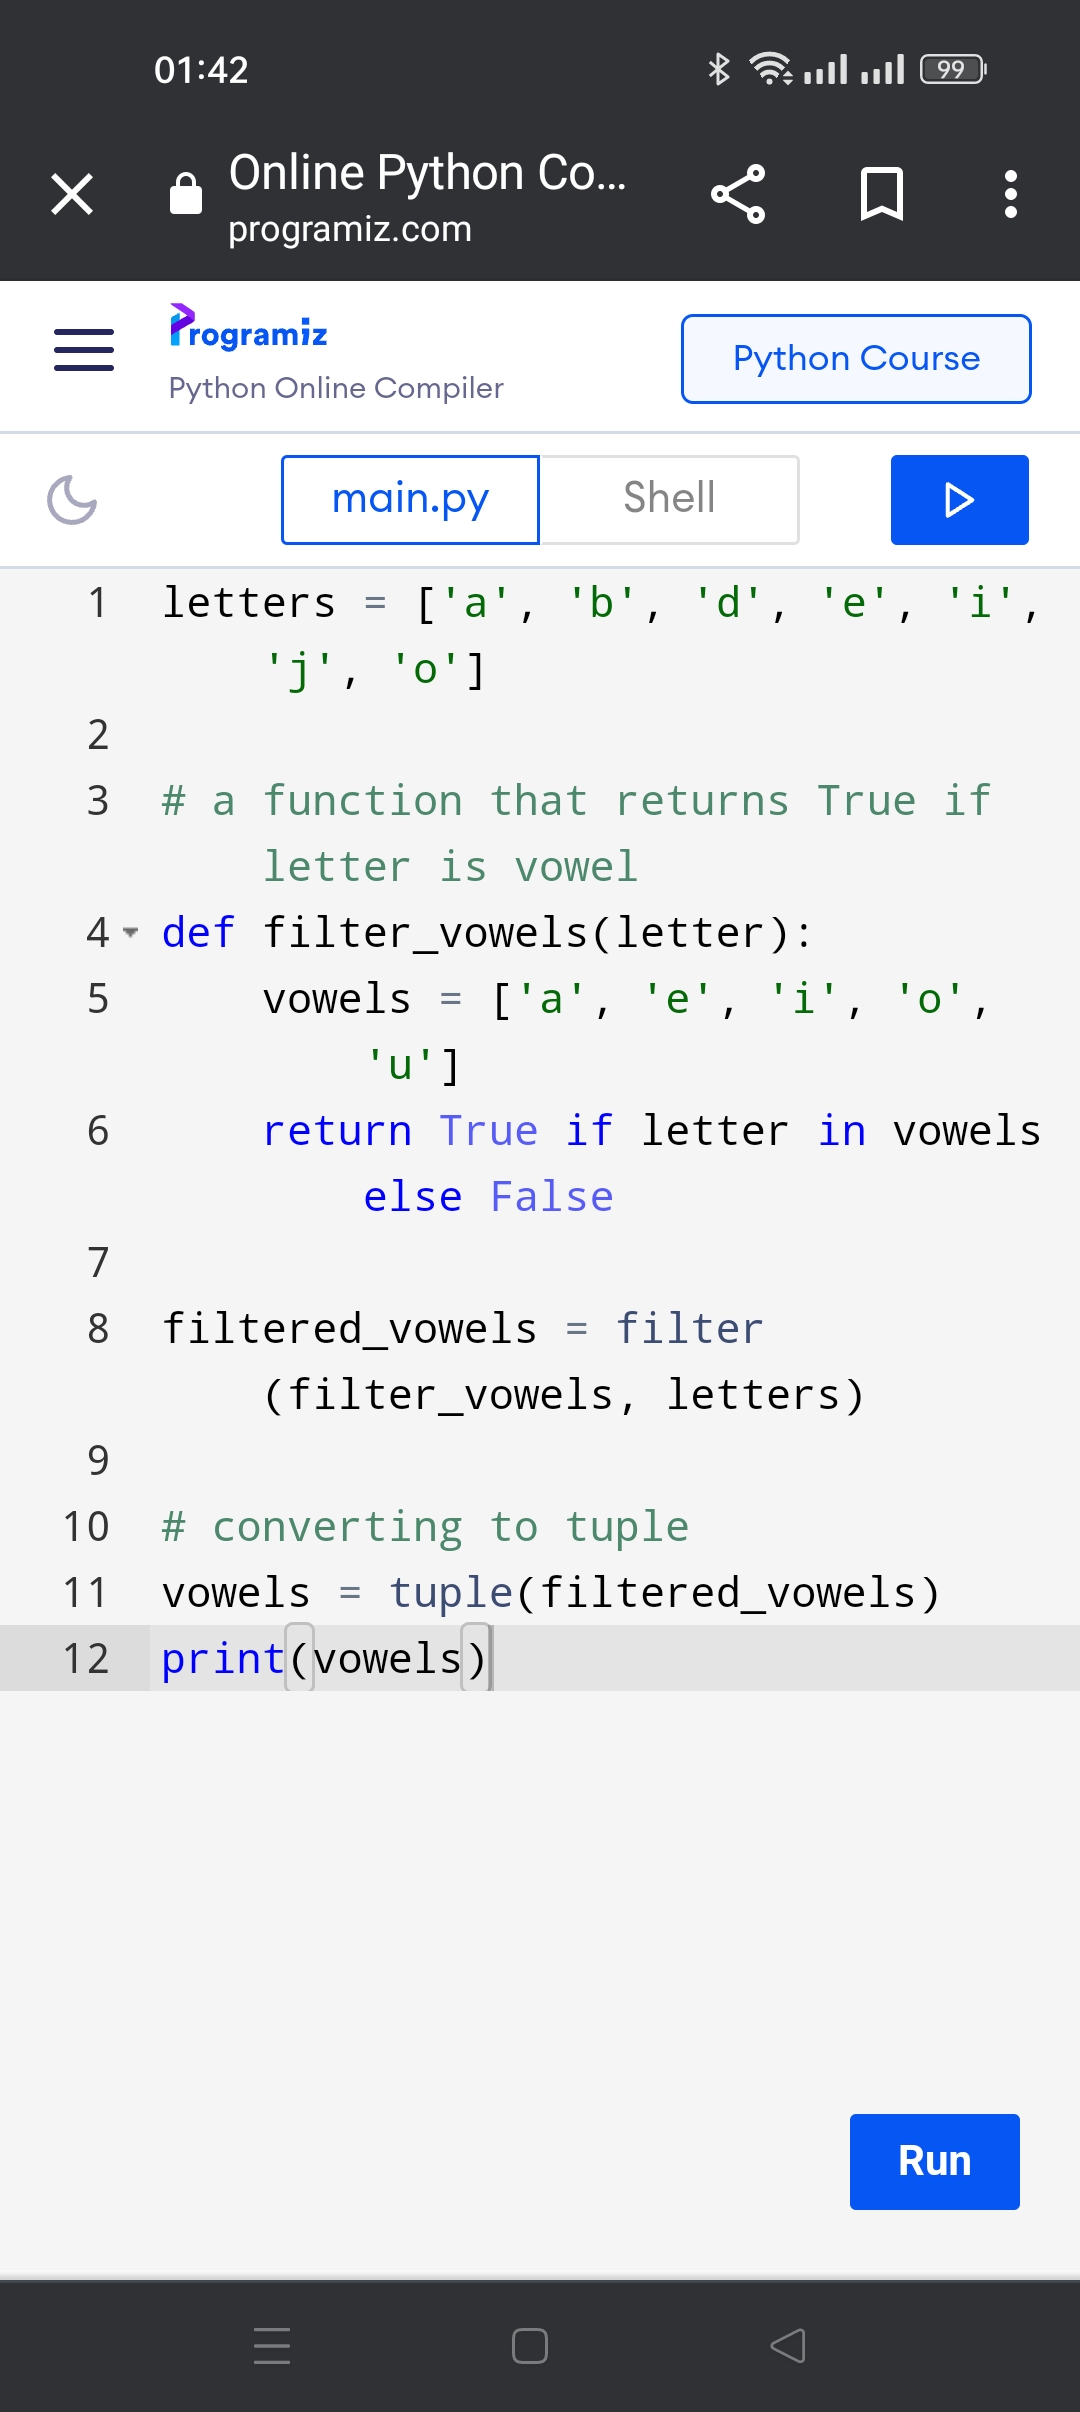 01:42
99
Online Python Co...
programiz.com
Programiz
Python Online Compiler
Python Course
main.py
Shell
1 letters = ['a', 'b', 'd', 'e', 'i',
'j', 'o']
2
3 # a function that returns True if
letter is vowel
4 def filter_vowels(letter):
5 vowels = ['a', 'e', 'i', 'o',
'u']
6 return True if letter in vowels
else False
7
8 filtered_vowels = filter
(filter_vowels, letters)
9
10 # converting to tuple
11 vowels = tuple(filtered_vowels)
12 print(vowels)
Run